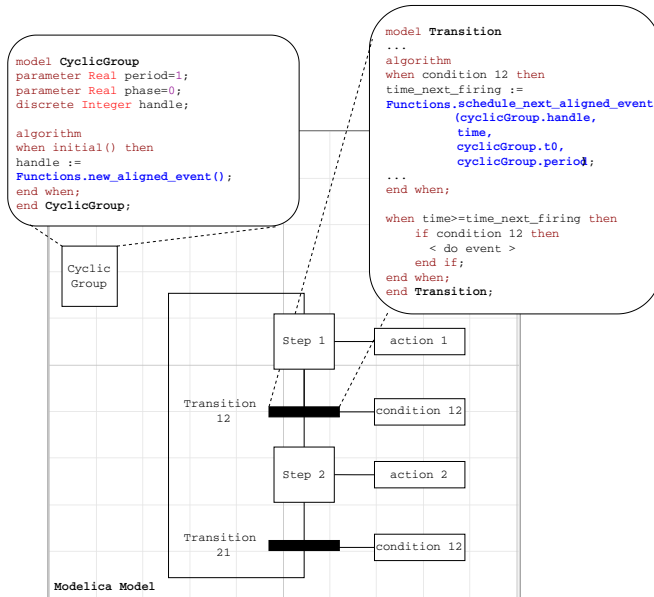 model CyclicGroup
parameter Real period=1;
parameter Real phase=0;
discrete Integer handle;
algorithm
when initial() then
handle :=
Functions.new_aligned_event();
end when;
end CyclicGroup;
model Transition
...
algorithm
when condition 12 then
time_next_firing :=
Functions.schedule_next_aligned_event
(cyclicGroup.handle,
time,
cyclicGroup.t0,
cyclicGroup.period);
...
end when;
when time>=time_next_firing then
if condition 12 then
< do event >
end if;
end when;
end Transition;
Cyclic
Group
Step 1
action 1
Transition
12
condition 12
Step 2
action 2
Transition
21
condition 12
Modelica Model